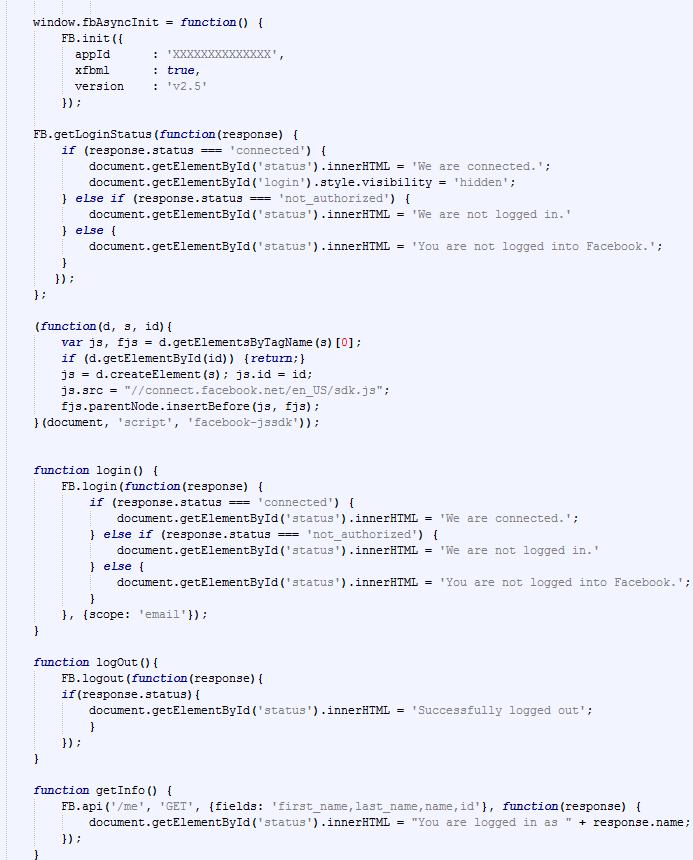 window.fbAsyncInit = function() {
    FB.init({
      appId      : 'XXXXXXXXXXXXXX',
      xfbml      : true,
      version    : 'v2.5'
    });

FB.getLoginStatus(function(response) {
    if (response.status === 'connected') {
        document.getElementById('status').innerHTML = 'We are connected.';
        document.getElementById('login').style.visibility = 'hidden';
    } else if (response.status === 'not_authorized') {
        document.getElementById('status').innerHTML = 'We are not logged in.'
    } else {
        document.getElementById('status').innerHTML = 'You are not logged into Facebook.';
    }
   });
};

(function(d, s, id){
    var js, fjs = d.getElementsByTagName(s)[0];
    if (d.getElementById(id)) {return;}
    js = d.createElement(s); js.id = id;
    js.src = "//connect.facebook.net/en_US/sdk.js";
    fjs.parentNode.insertBefore(js, fjs);
}(document, 'script', 'facebook-jssdk'));


function login() {
    FB.login(function(response) {
        if (response.status === 'connected') {
            document.getElementById('status').innerHTML = 'We are connected.';
        } else if (response.status === 'not_authorized') {
            document.getElementById('status').innerHTML = 'We are not logged in.'
        } else {
            document.getElementById('status').innerHTML = 'You are not logged into Facebook.';
        }
    }, {scope: 'email'});
}

function logOut(){
    FB.logout(function(response){
    if(response.status){
        document.getElementById('status').innerHTML = 'Successfully logged out';
        }
    });
}

function getInfo() {
    FB.api('/me', 'GET', {fields: 'first_name,last_name,name,id'}, function(response) {
        document.getElementById('status').innerHTML = "You are logged in as " + response.name;
    });
}